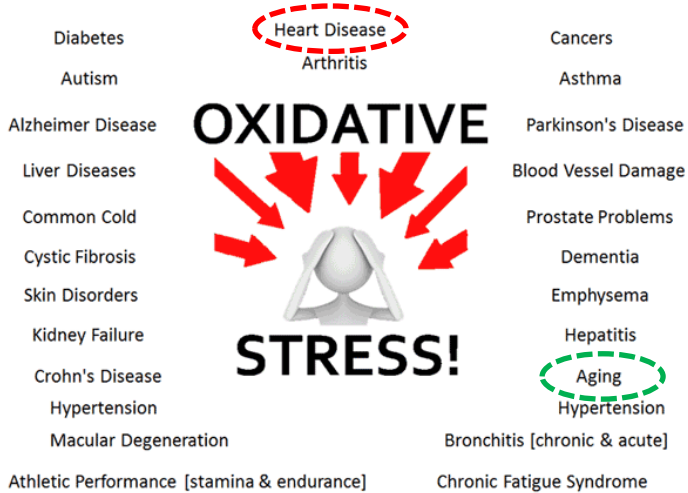 Heart Disease
Diabetes
Cancers
Arthritis
Autism
Asthma
OXIDATIVE
Alzheimer Disease
Parkinson's Disease
Liver Diseases
Blood Vessel Damage
Common Cold
Prostate Problems
Cystic Fibrosis
Dementia
Skin Disorders
Emphysema
Kidney Failure
Hepatitis
STRESS!
Crohn's Disease
Aging
Hypertension
Hypertension
Macular Degeneration
Bronchitis [chronic & acute]
Athletic Performance [stamina & endurance]
Chronic Fatigue Syndrome